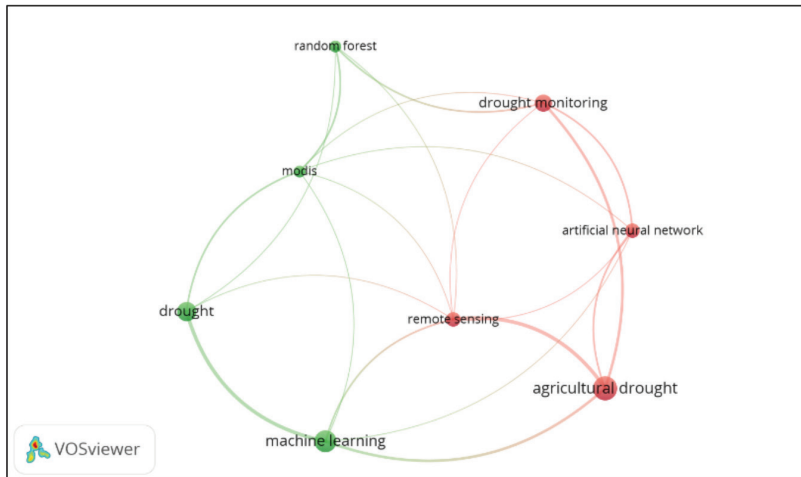 random forest
drought monitoring
modis
artificial neural network
drought
remote sensing
agricultural drought
machine learning
VOSviewer